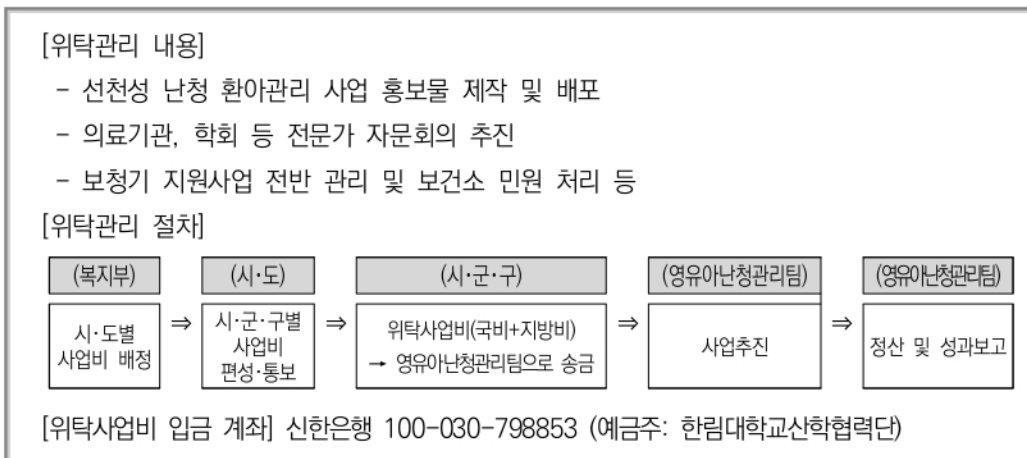 [위탁관리 내용]
- 선천성 난청 환아관리 사업 홍보물 제작 및 배포
- 의료기관, 학회 등 전문가 자문회의 추진
- 보청기 지원사업 전반 관리 및 보건소 민원 처리 등
[위탁관리 절차]
(복지부)
시·도별
사업비 배정
⇒
(시·도)
시·군·구별
사업비
편성·통보
⇒
(시·군·구)
위탁사업비(국비+지방비)
→ 영유아난청관리팀으로 송금
⇒
(영유아난청관리팀)
사업추진
⇒
(영유아난청관리팀)
정산 및 성과보고
[위탁사업비 입금 계좌] 신한은행 100-030-798853 (예금주: 한림대학교산학협력단)